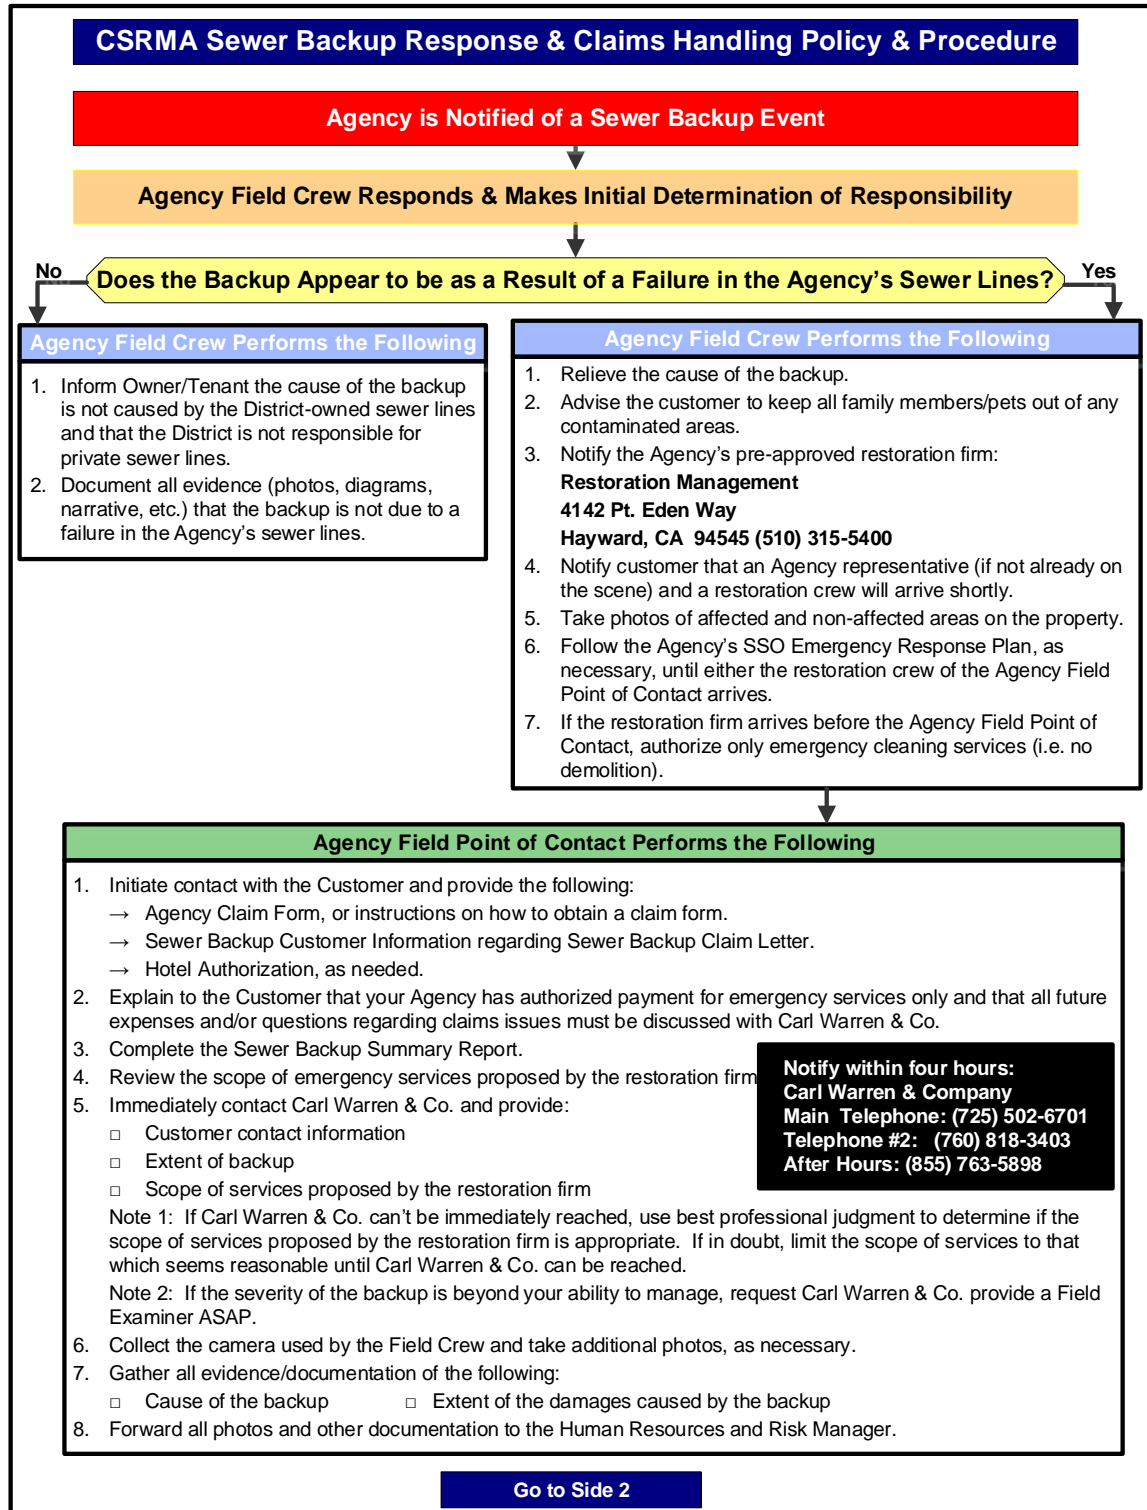 CSRMA Sewer Backup Response & Claims Handling Policy & Procedure
Agency is Notified of a Sewer Backup Event
Agency Field Crew Responds & Makes Initial Determination of Responsibility
Does the Backup Appear to be as a Result of a Failure in the Agency's Sewer Lines?
No
Yes
Agency Field Crew Performs the Following
1. Inform Owner/Tenant the cause of the backup
is not caused by the District-owned sewer lines
and that the District is not responsible for
private sewer lines.
2. Document all evidence (photos, diagrams,
narrative, etc.) that the backup is not due to a
failure in the Agency's sewer lines.
Agency Field Crew Performs the Following
1. Relieve the cause of the backup.
2. Advise the customer to keep all family members/pets out of any
contaminated areas.
3. Notify the Agency's pre-approved restoration firm:
Restoration Management
4142 Pt. Eden Way
Hayward, CA 94545 (510) 315-5400
4. Notify customer that an Agency representative (if not already on
the scene) and a restoration crew will arrive shortly.
5. Take photos of affected and non-affected areas on the property.
6. Follow the Agency's SSO Emergency Response Plan, as
necessary, until either the restoration crew of the Agency Field
Point of Contact arrives.
7. If the restoration firm arrives before the Agency Field Point of
Contact, authorize only emergency cleaning services (i.e. no
demolition).
Agency Field Point of Contact Performs the Following
1. Initiate contact with the Customer and provide the following:
→ Agency Claim Form, or instructions on how to obtain a claim form.
→ Sewer Backup Customer Information regarding Sewer Backup Claim Letter.
→ Hotel Authorization, as needed.
2. Explain to the Customer that your Agency has authorized payment for emergency services only and that all future
expenses and/or questions regarding claims issues must be discussed with Carl Warren & Co.
3. Complete the Sewer Backup Summary Report.
4. Review the scope of emergency services proposed by the restoration firm
5. Immediately contact Carl Warren & Co. and provide:
□ Customer contact information
□ Extent of backup
□ Scope of services proposed by the restoration firm
Notify within four hours:
Carl Warren & Company
Main Telephone: (725) 502-6701
Telephone #2: (760) 818-3403
After Hours: (855) 763-5898
Note 1: If Carl Warren & Co. can't be immediately reached, use best professional judgment to determine if the
scope of services proposed by the restoration firm is appropriate. If in doubt, limit the scope of services to that
which seems reasonable until Carl Warren & Co. can be reached.
Note 2: If the severity of the backup is beyond your ability to manage, request Carl Warren & Co. provide a Field
Examiner ASAP.
6. Collect the camera used by the Field Crew and take additional photos, as necessary.
7. Gather all evidence/documentation of the following:
□ Cause of the backup □ Extent of the damages caused by the backup
8. Forward all photos and other documentation to the Human Resources and Risk Manager.
Go to Side 2